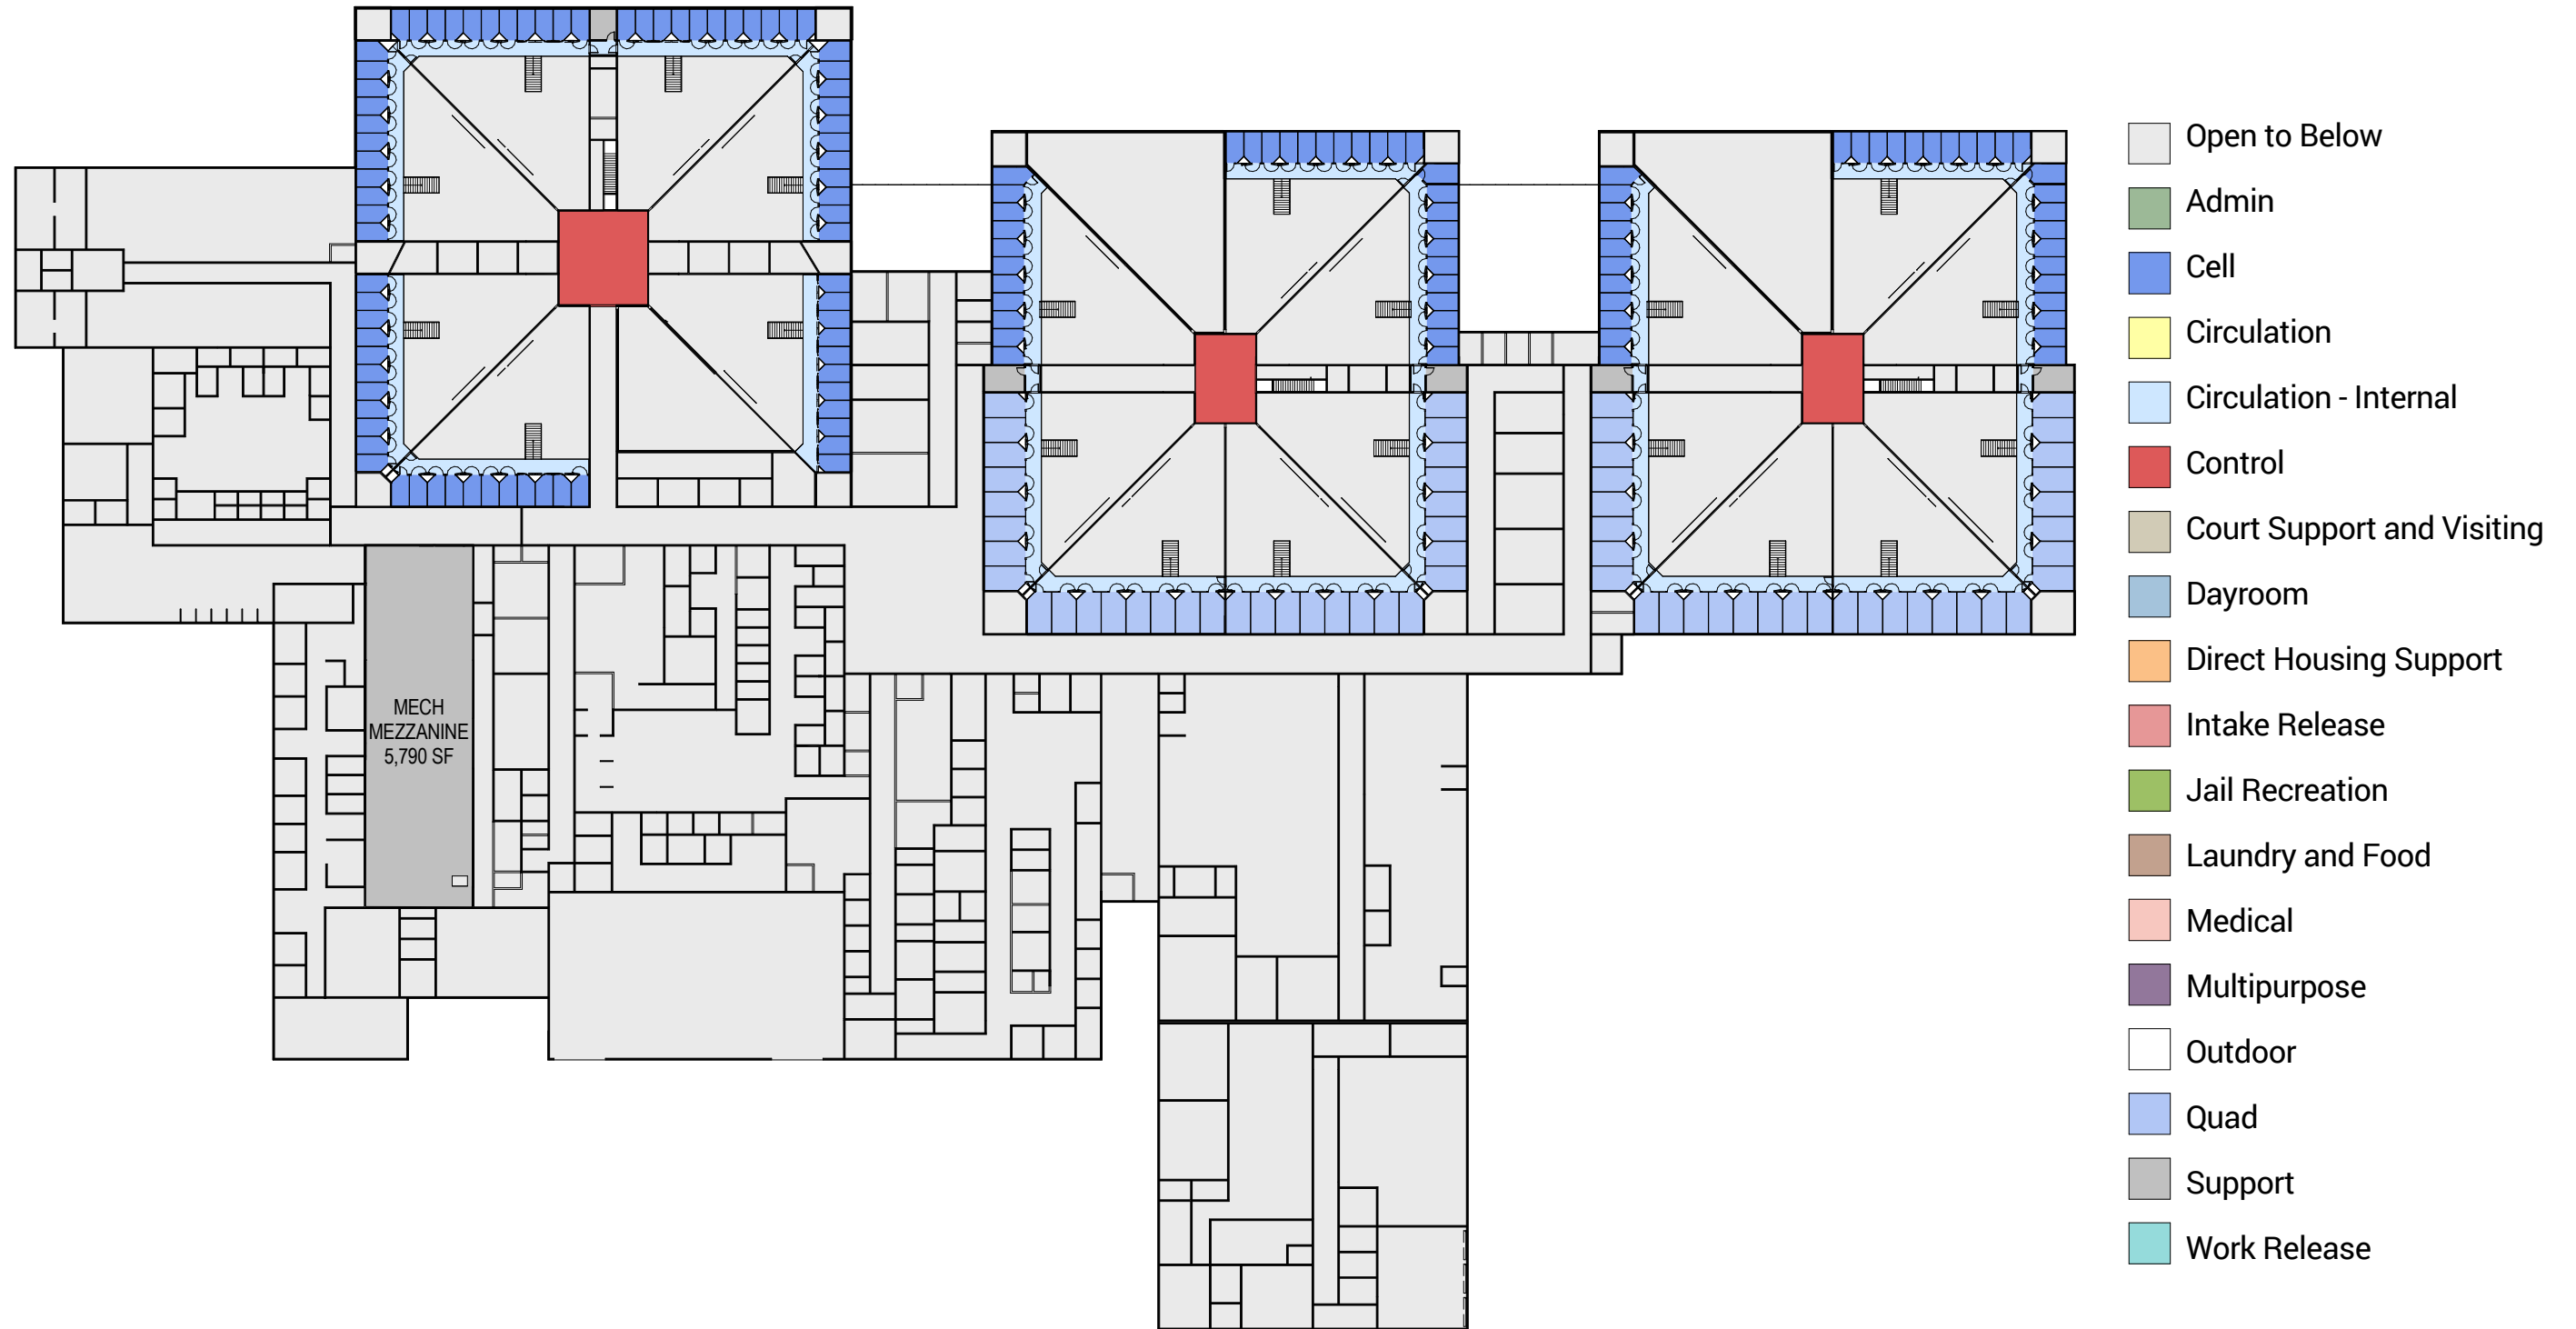 MECH
MEZZANINE
5,790 SF
Open to Below
Admin
Cell
Circulation
Circulation - Internal
Control
Court Support and Visiting
Dayroom
Direct Housing Support
Intake Release
Jail Recreation
Laundry and Food
Medical
Multipurpose
Outdoor
Quad
Support
Work Release